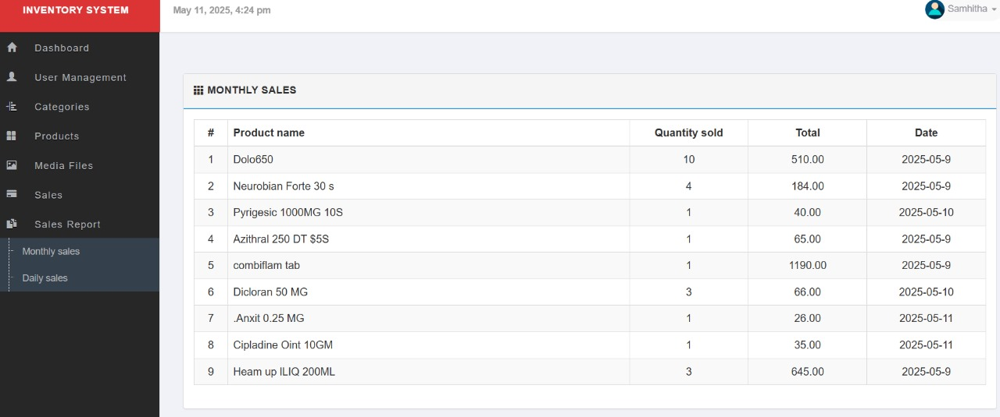 INVENTORY SYSTEM
May 11, 2025, 4:24 pm
Samhitha
Dashboard
User Management
Categories
Products
Media Files
Sales
Sales Report
Monthly sales
Daily sales
MONTHLY SALES
# Product name Quantity sold Total Date
1 Dolo650 10 510.00 2025-05-9
2 Neurobian Forte 30 s 4 184.00 2025-05-9
3 Pyrigesic 1000MG 10S 1 40.00 2025-05-10
4 Azithral 250 DT $5S 1 65.00 2025-05-9
5 combiflam tab 1 1190.00 2025-05-9
6 Dicloran 50 MG 3 66.00 2025-05-10
7 .Anxit 0.25 MG 1 26.00 2025-05-11
8 Cipladine Oint 10GM 1 35.00 2025-05-11
9 Heam up lLIQ 200ML 3 645.00 2025-05-9